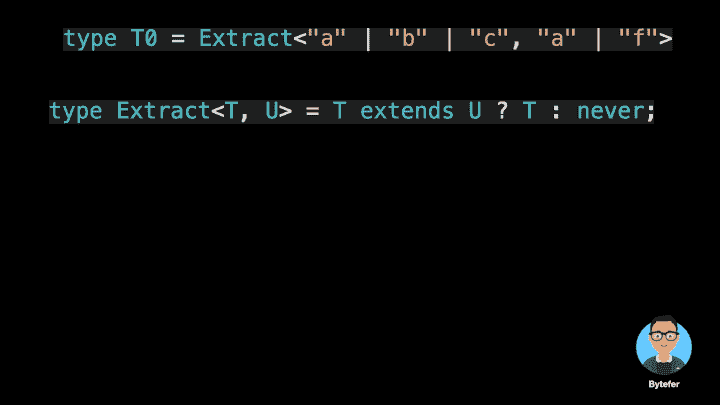 type T0 = Extract<"a" | "b" | "c", "a" | "f">
type Extract<T, U> = T extends U ? T : never;
Bytefer